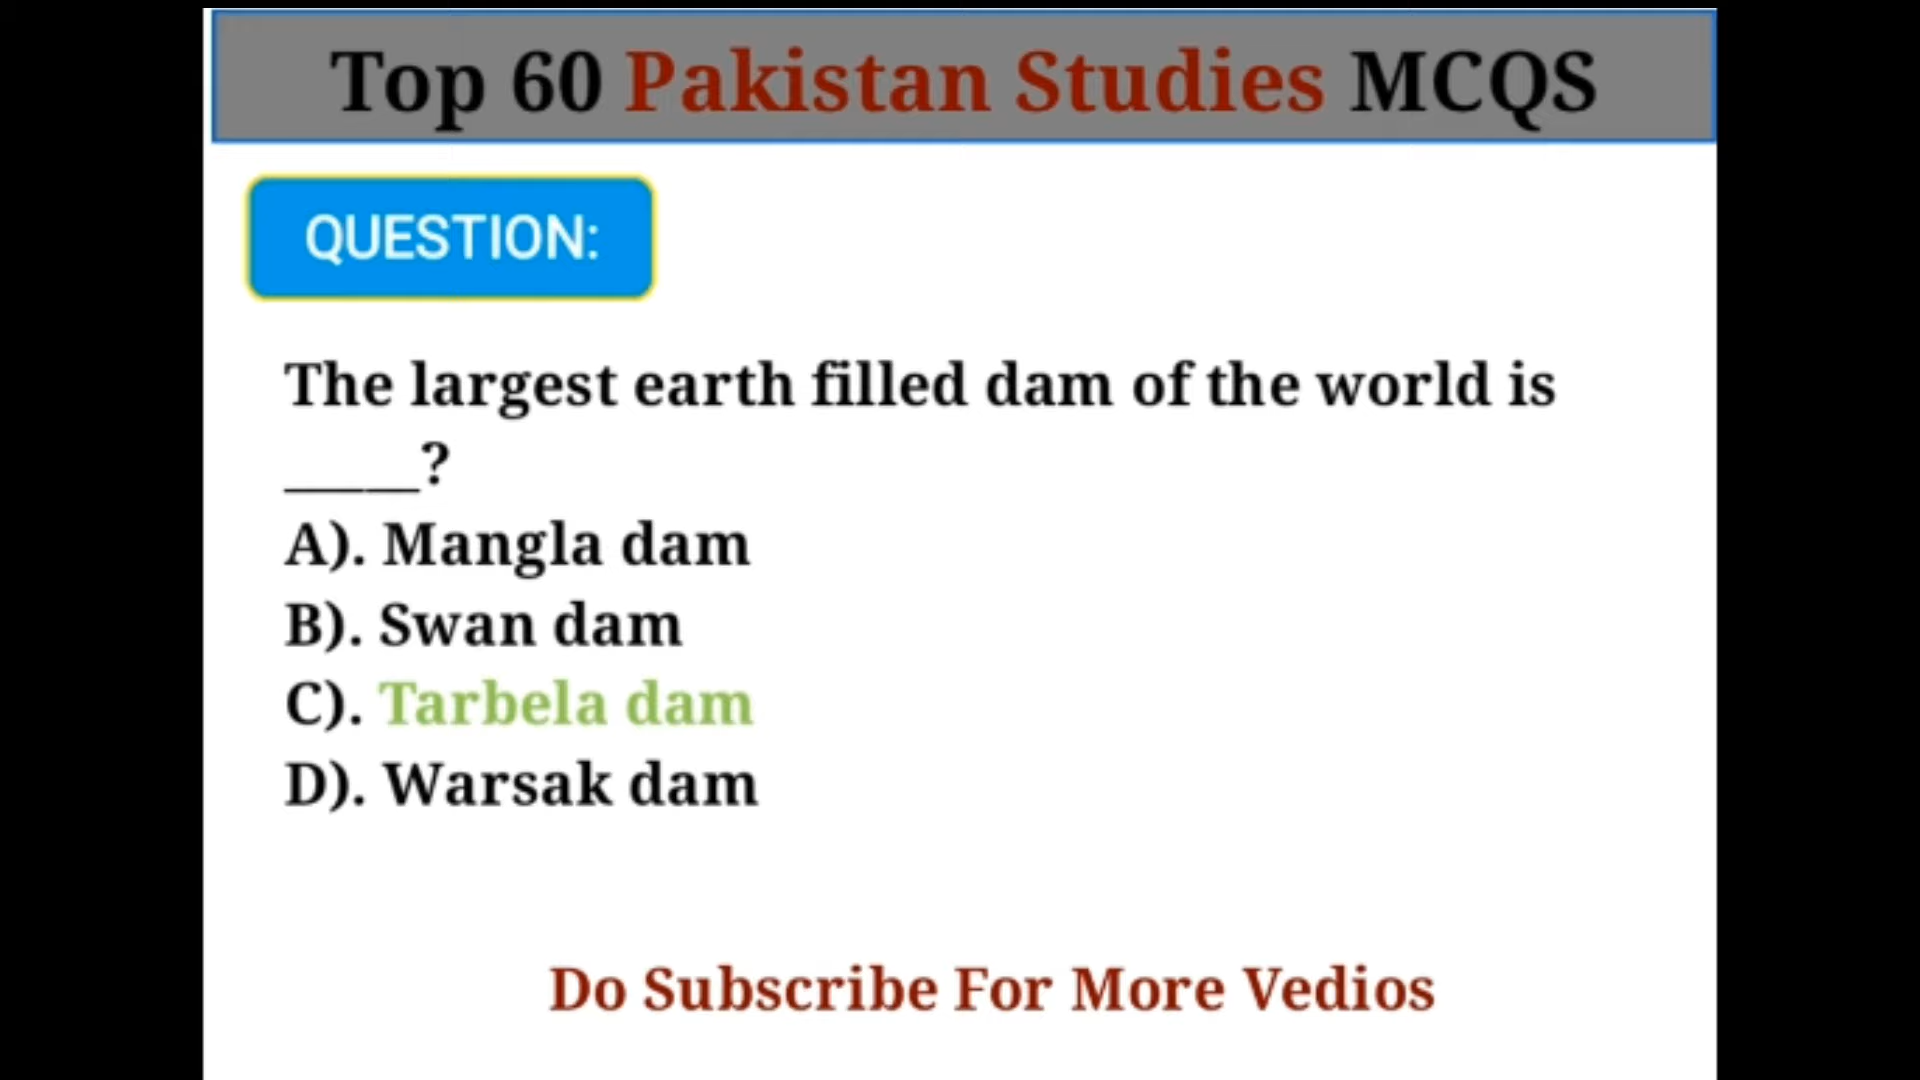 Top 60 Pakistan Studies MCQS
QUESTION:
The largest earth filled dam of the world is
_____?
A). Mangla dam
B). Swan dam
C). Tarbela dam
D). Warsak dam
Do Subscribe For More Vedios